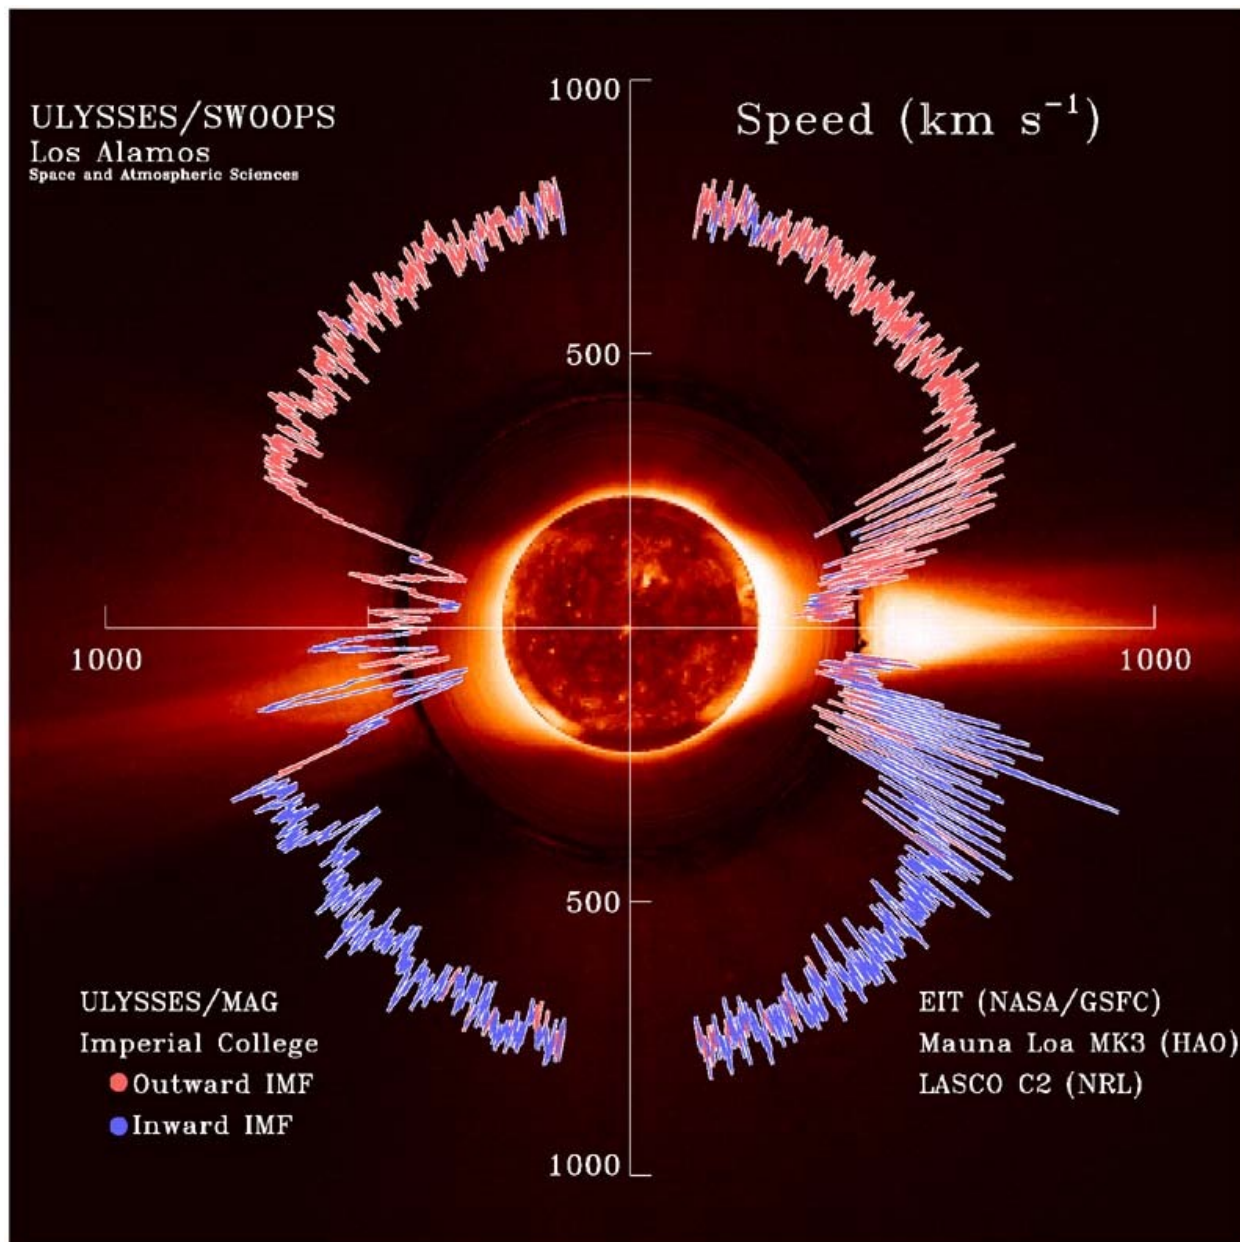 ULYSSES/SWOOPS
Los Alamos
Space and Atmospheric Sciences
1000
Speed (km s⁻¹)
500
1000
1000
500
ULYSSES/MAG
Imperial College
Outward IMF
Inward IMF
EIT (NASA/GSFC)
Mauna Loa MK3 (HAO)
LASCO C2 (NRL)
1000